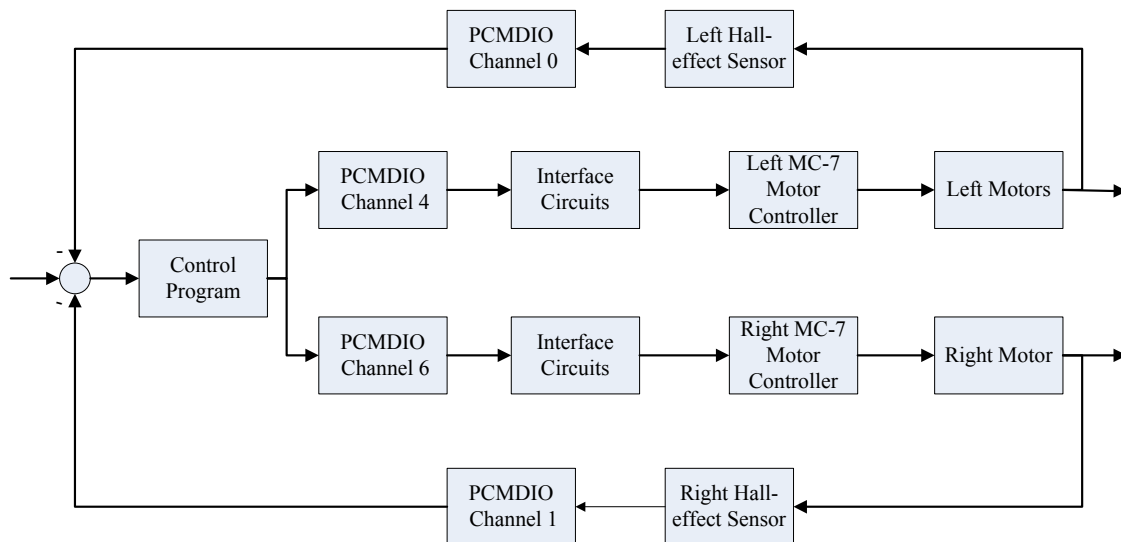 PCMDIO
Channel 0
Left Hall-
effect Sensor
PCMDIO
Channel 4
Interface
Circuits
Left MC-7
Motor
Controller
Left Motors
-
Control
Program
-
PCMDIO
Channel 6
Interface
Circuits
Right MC-7
Motor
Controller
Right Motor
PCMDIO
Channel 1
Right Hall-
effect Sensor